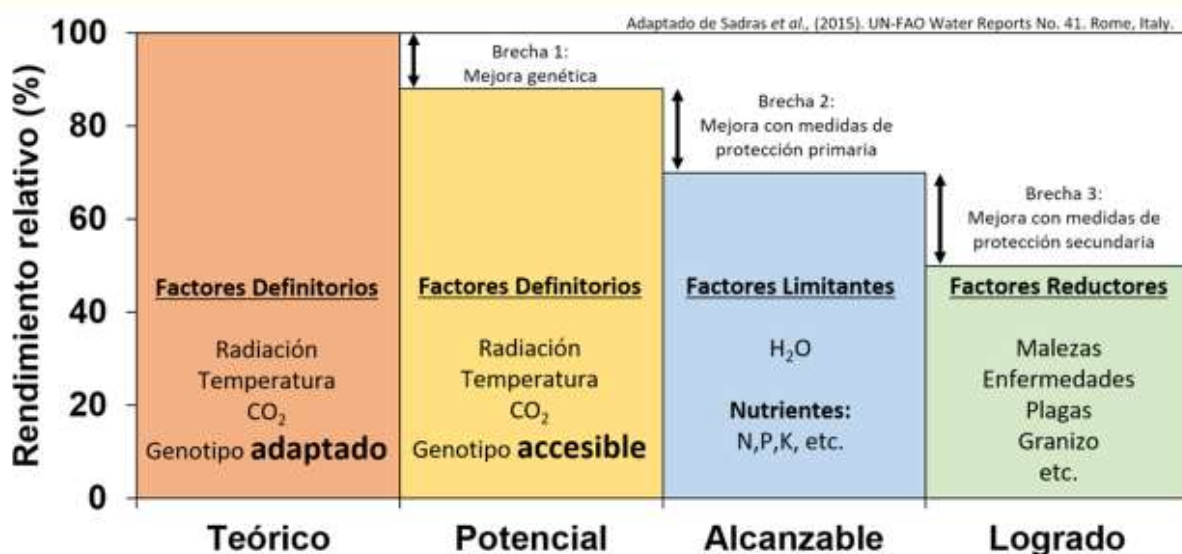 Adaptado de Sadras et al., (2015). UN-FAO Water Reports No. 41. Rome, Italy.
Rendimiento relativo (%)
100
80
60
40
20
0
Brecha 1:
Mejora genética
Brecha 2:
Mejora con medidas de
protección primaria
Brecha 3:
Mejora con medidas de
protección secundaria
Factores Definitorios
Radiación
Temperatura
CO₂
Genotipo adaptado
Factores Definitorios
Radiación
Temperatura
CO₂
Genotipo accesible
Factores Limitantes
H₂O
Nutrientes:
N,P,K, etc.
Factores Reductores
Malezas
Enfermedades
Plagas
Granizo
etc.
Teórico
Potencial
Alcanzable
Logrado